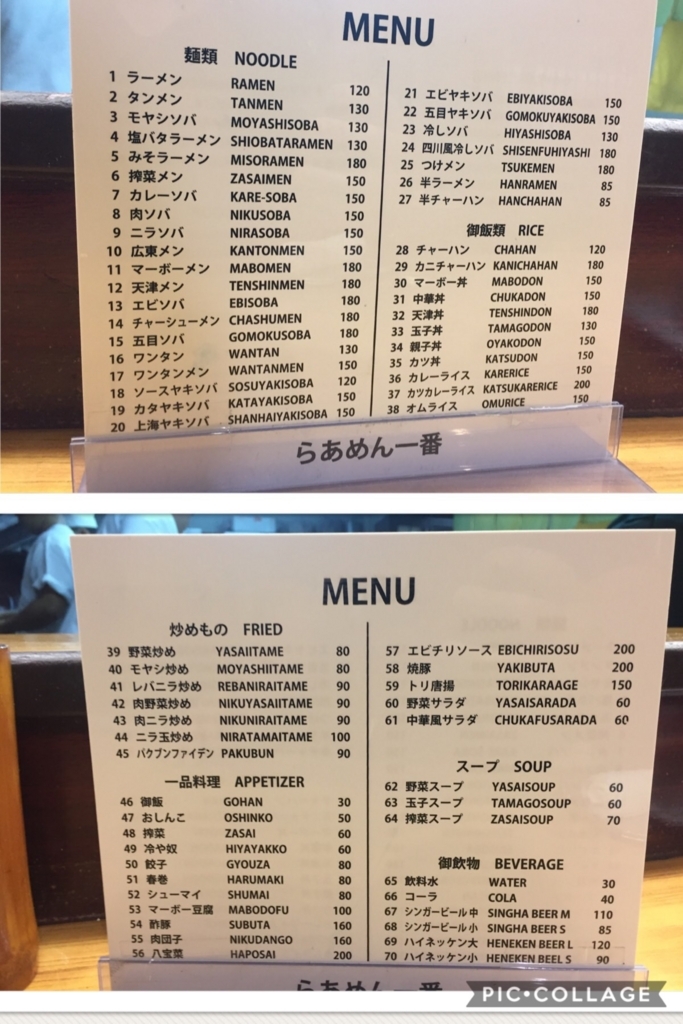 MENU
麺類 NOODLE
1 ラーメン RAMEN 120
2 タンメン TANMEN 130
3 モヤシソバ MOYASHISOBA 130
4 塩バタラーメン SHIOBATARAMEN 130
5 みそラーメン MISORAMEN 180
6 搾菜メン ZASAIMEN 150
7 カレーソバ KARE-SOBA 150
8 肉ソバ NIKUSOBA 150
9 ニラソバ NIRASOBA 150
10 広東メン KANTONMEN 150
11 マーボーメン MABOMEN 180
12 天津メン TENSHINMEN 180
13 エビソバ EBISOBA 180
14 チャーシューメン CHASHUMEN 180
15 五目ソバ GOMOKUSOBA 180
16 ワンタン WANTAN 130
17 ワンタンメン WANTANMEN 150
18 ソースヤキソバ SOSUYAKISOBA 120
19 カタヤキソバ KATAYAKISOBA 150
20 上海ヤキソバ SHANHAIYAKISOBA 150
21 エビヤキソバ EBIYAKISOBA 150
22 五目ヤキソバ GOMOKUYAKISOBA 150
23 冷しソバ HIYASHISOBA 130
24 四川風冷しソバ SHISENFUHIYASHI 180
25 つけメン TSUKEMEN 180
26 半ラーメン HANRAMEN 85
27 半チャーハン HANCHAHAN 85
御飯類 RICE
28 チャーハン CHAHAN 120
29 カニチャーハン KANICHAHAN 180
30 マーボー丼 MABODON 150
31 中華丼 CHUKADON 150
32 天津丼 TENSHINDON 180
33 玉子丼 TAMAGODON 130
34 親子丼 OYAKODON 150
35 カツ丼 KATSUDON 150
36 カレーライス KARERICE 150
37 カツカレーライス KATSUKARERICE 200
38 オムライス OMURICE 150
らあめん一番
MENU
炒めもの FRIED
39 野菜炒め YASAIITAME 80
40 モヤシ炒め MOYASHIITAME 80
41 レバニラ炒め REBANIRAITAME 90
42 肉野菜炒め NIKUYASAIITAME 90
43 肉ニラ炒め NIKUNIRAITAME 90
44 ニラ玉炒め NIRATAMAITAME 100
45 パクブンファイデン PAKUBUN 90
一品料理 APPETIZER
46 御飯 GOHAN 30
47 おしんこ OSHINKO 50
48 搾菜 ZASAI 60
49 冷や奴 HIYAYAKKO 60
50 餃子 GYOUZA 80
51 春巻 HARUMAKI 80
52 シューマイ SHUMAI 80
53 マーボー豆腐 MABODOFU 100
54 酢豚 SUBUTA 160
55 肉団子 NIKUDANGO 160
56 八宝菜 HAPOSAI 200
57 エビチリソース EBICHIRISOSU 200
58 焼豚 YAKIBUTA 200
59 トリ唐揚 TORIKARAAGE 150
60 野菜サラダ YASAISARADA 60
61 中華風サラダ CHUKAFUSARADA 60
スープ SOUP
62 野菜スープ YASAISOUP 60
63 玉子スープ TAMAGOSOUP 60
64 搾菜スープ ZASAISOUP 70
御飲物 BEVERAGE
65 飲料水 WATER 30
66 コーラ COLA 40
67 シンガービール中 SINGHA BEER M 110
68 シンガービール小 SINGHA BEER S 85
69 ハイネッケン大 HENEKEN BEER L 120
70 ハイネッケン小 HENEKEN BEEL S 90
らあめん一番
PIC•COLLAGE